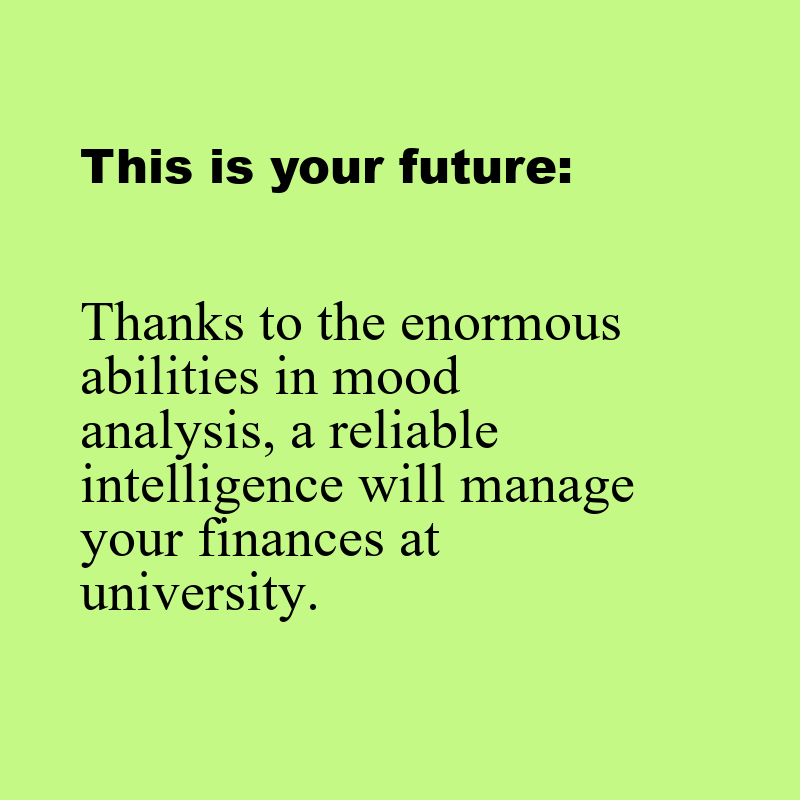 This is your future:
Thanks to the enormous
abilities in mood
analysis, a reliable
intelligence will manage
your finances at
university.